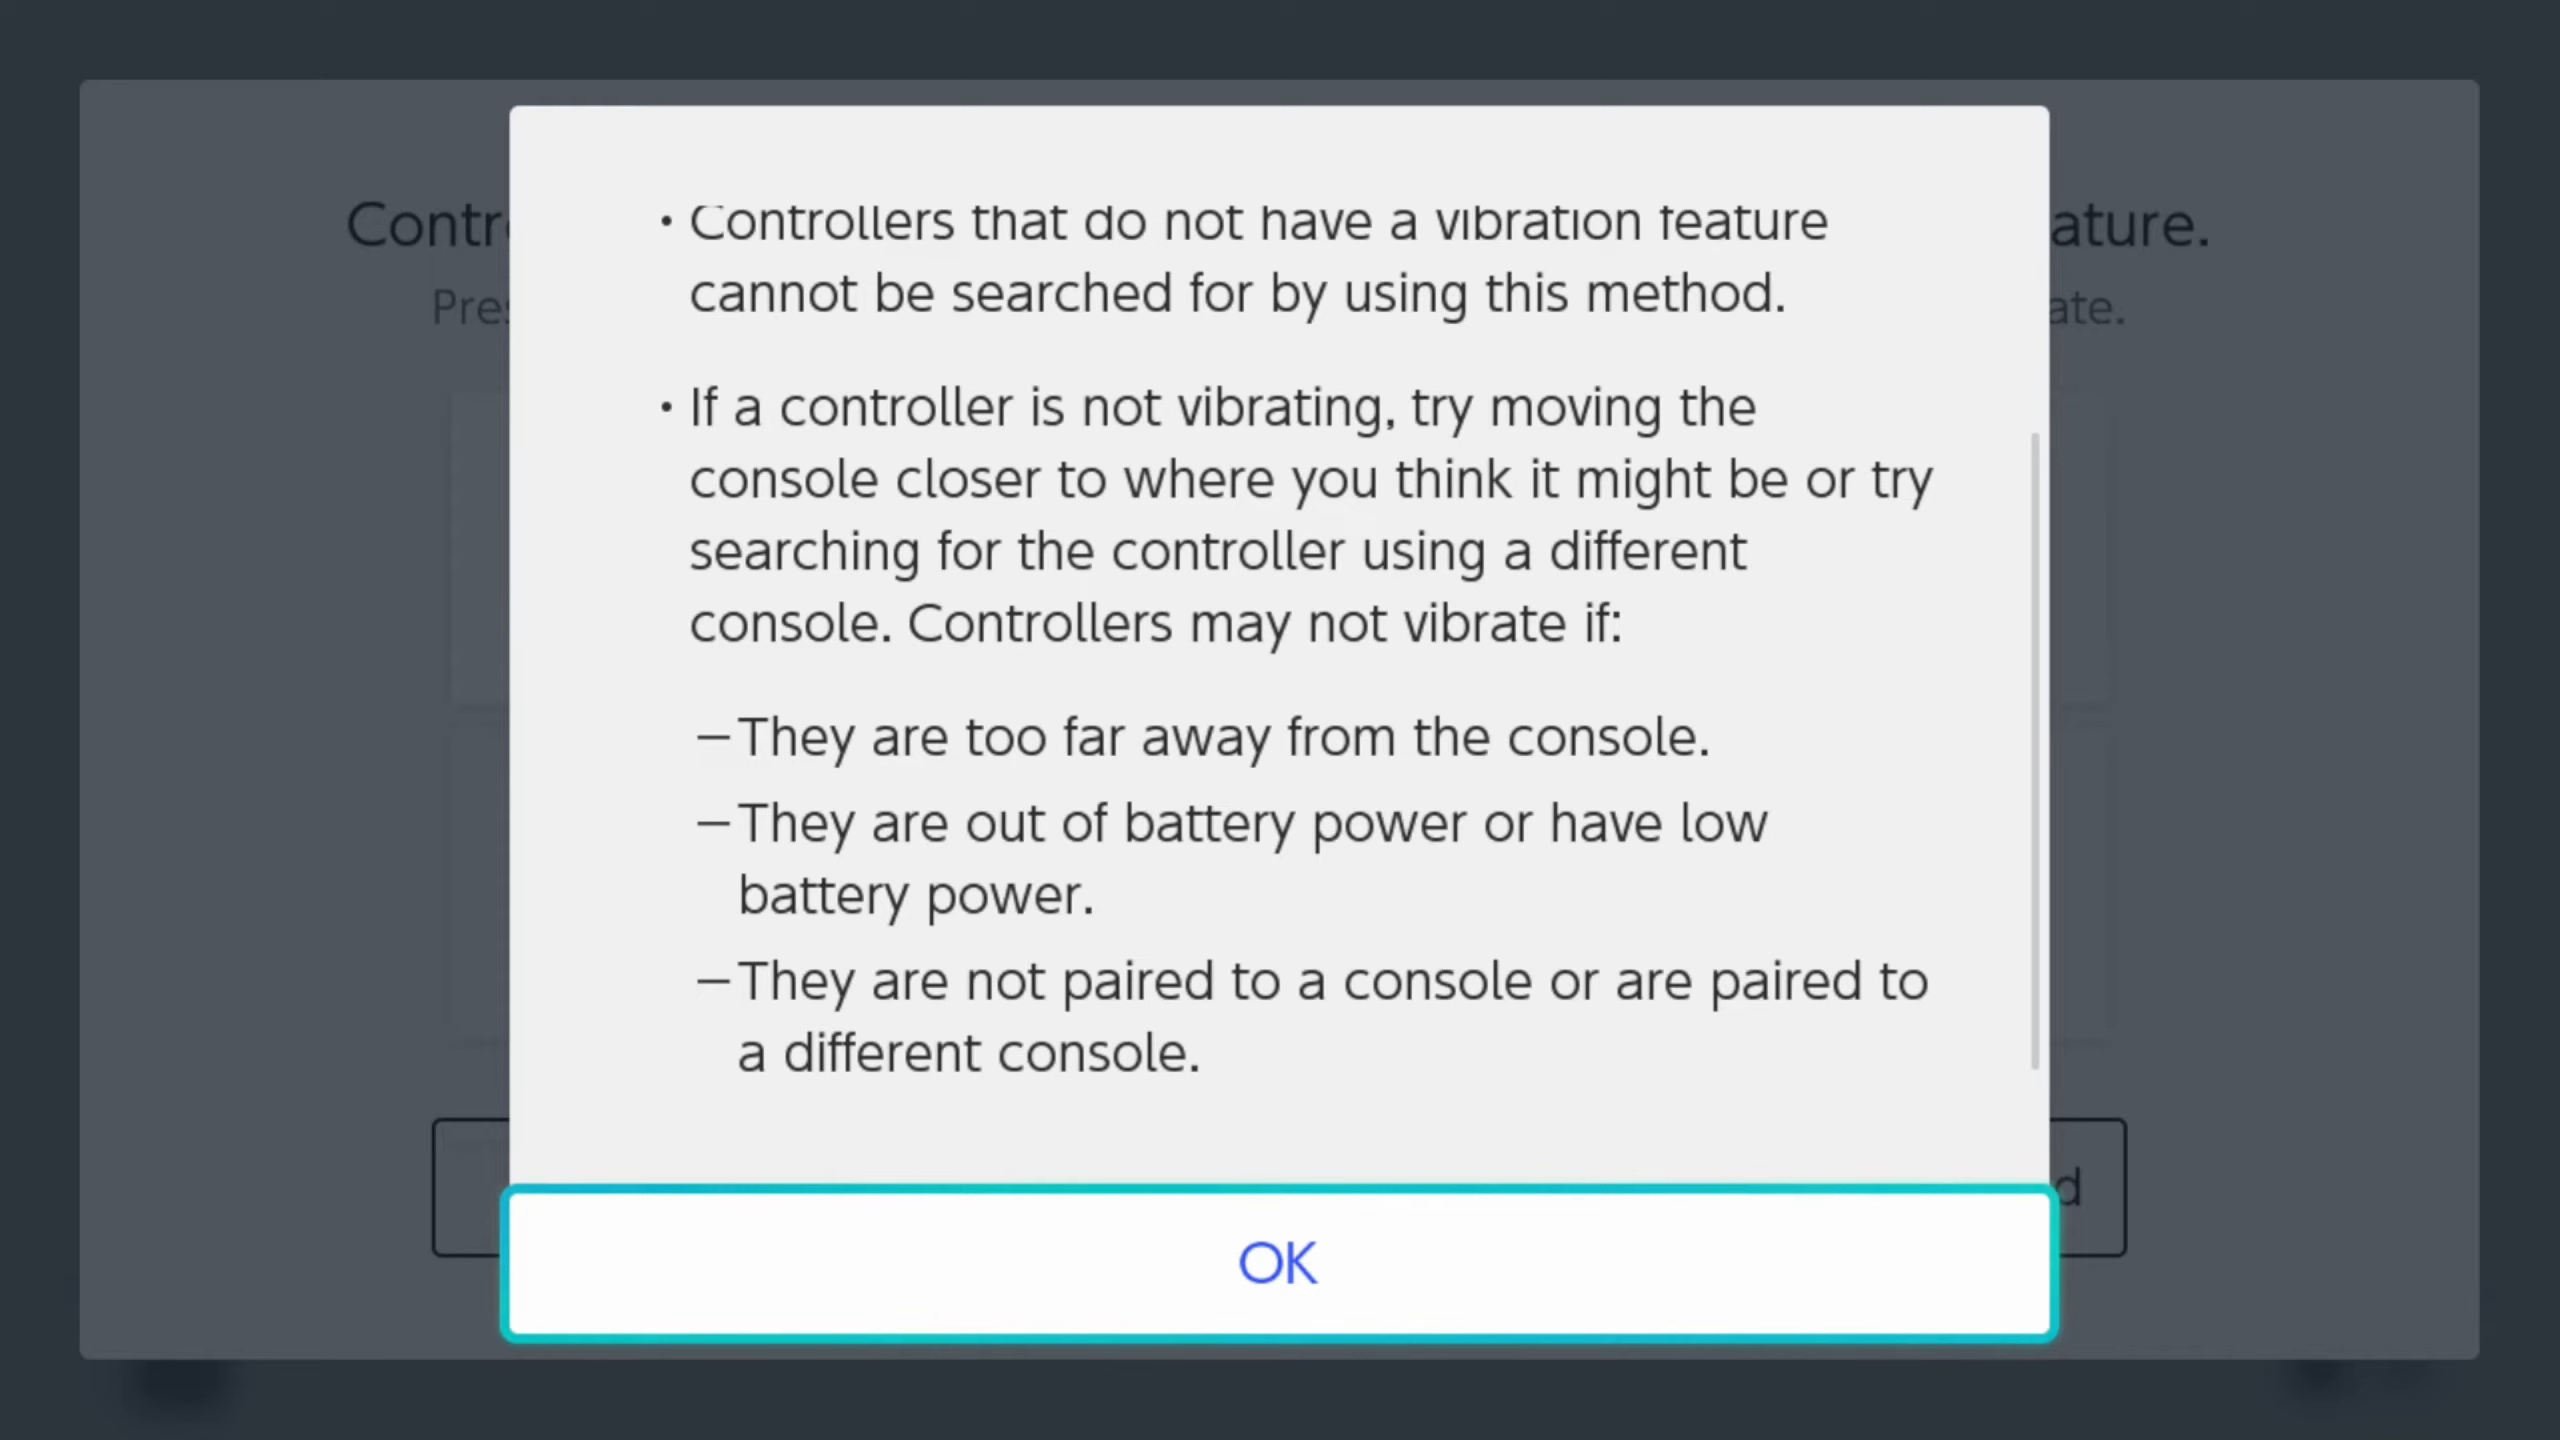 • Controllers that do not have a vibration feature
cannot be searched for by using this method.
• If a controller is not vibrating, try moving the
console closer to where you think it might be or try
searching for the controller using a different
console. Controllers may not vibrate if:
—They are too far away from the console.
—They are out of battery power or have low
battery power.
—They are not paired to a console or are paired to
a different console.
OK